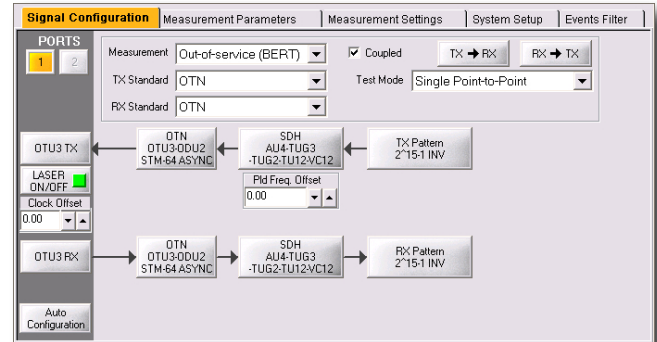 Signal Configuration Measurement Parameters Measurement Settings System Setup Events Filter
PORTS
1 2
Measurement Out-of-service (BERT) Coupled TX → RX RX → TX
TX Standard OTN Test Mode Single Point-to-Point
RX Standard OTN
OTU3 TX
OTN
OTU3-ODU2
STM-64 ASYNC
SDH
AU4-TUG3
-TUG2-TU12-VC12
TX Pattern
2^15-1 INV
LASER
ON/OFF
Pld Freq. Offset
0.00
Clock Offset
0.00
OTU3 RX
OTN
OTU3-ODU2
STM-64 ASYNC
SDH
AU4-TUG3
-TUG2-TU12-VC12
RX Pattern
2^15-1 INV
Auto
Configuration